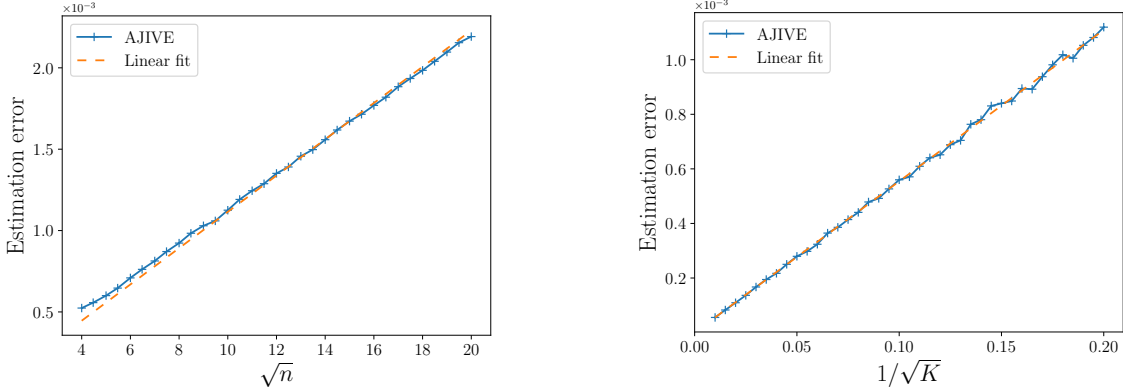 ×10⁻³
2.0
1.5
1.0
0.5
Estimation error
AJIVE
Linear fit
4 6 8 10 12 14 16 18 20
√n
×10⁻³
1.0
0.8
0.6
0.4
0.2
Estimation error
AJIVE
Linear fit
0.00 0.05 0.10 0.15 0.20
1/√K